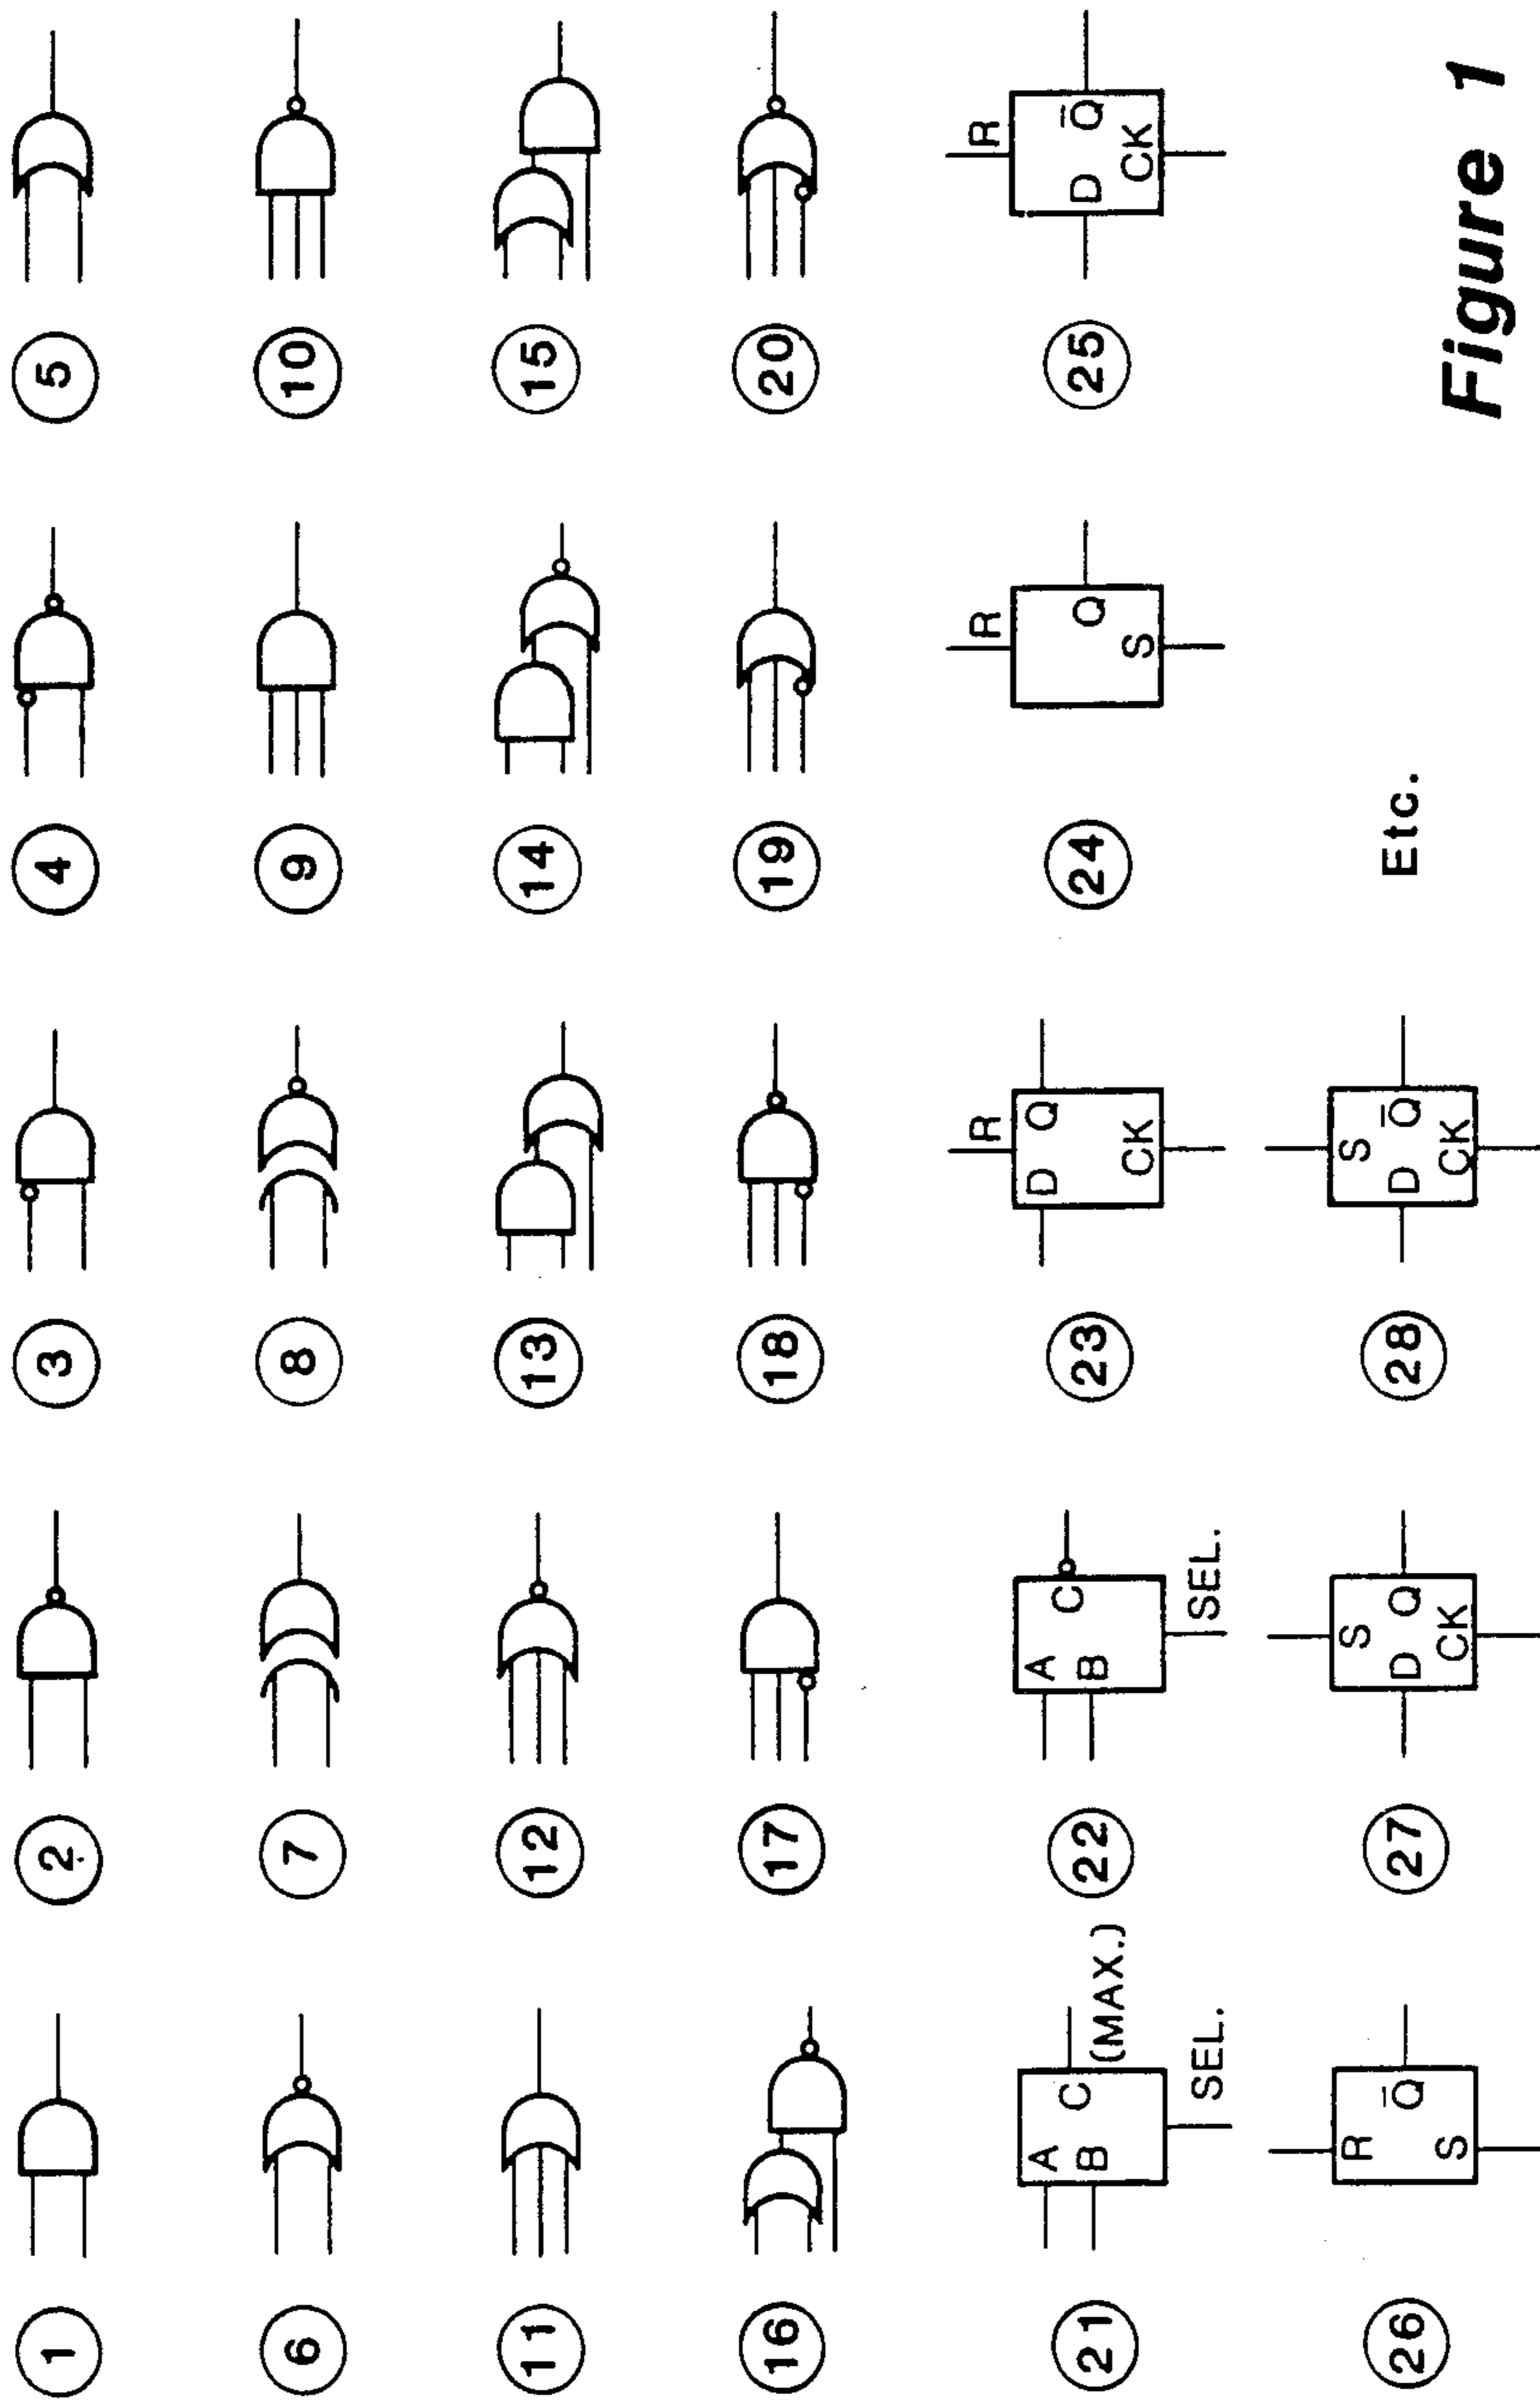 1 2 3 4 5
6 7 8 9 10
11 12 13 14 15
16 17 18 19 20
21 A B C (MAX.) SEL.
22 A B C SEL.
23 R D Q CK
24 R Q S
25 R D Q̄ CK
26 R Q̄ S
27 S D Q CK
28 S D Q̄ CK
Etc.
Figure 1